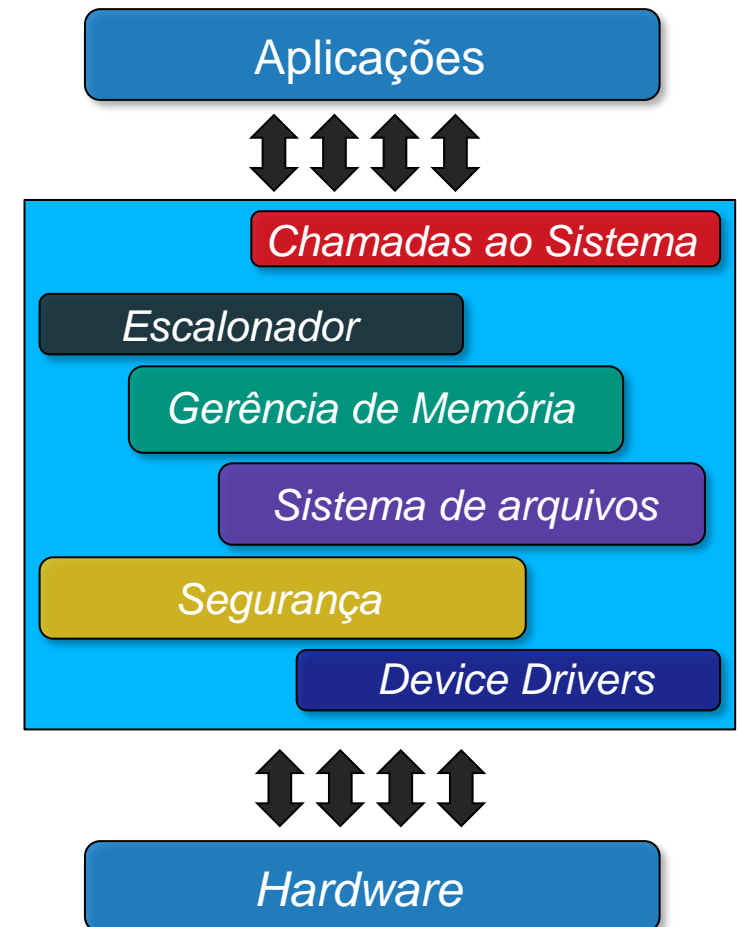 Aplicações
Chamadas ao Sistema
Escalonador
Gerência de Memória
Sistema de arquivos
Segurança
Device Drivers
Hardware